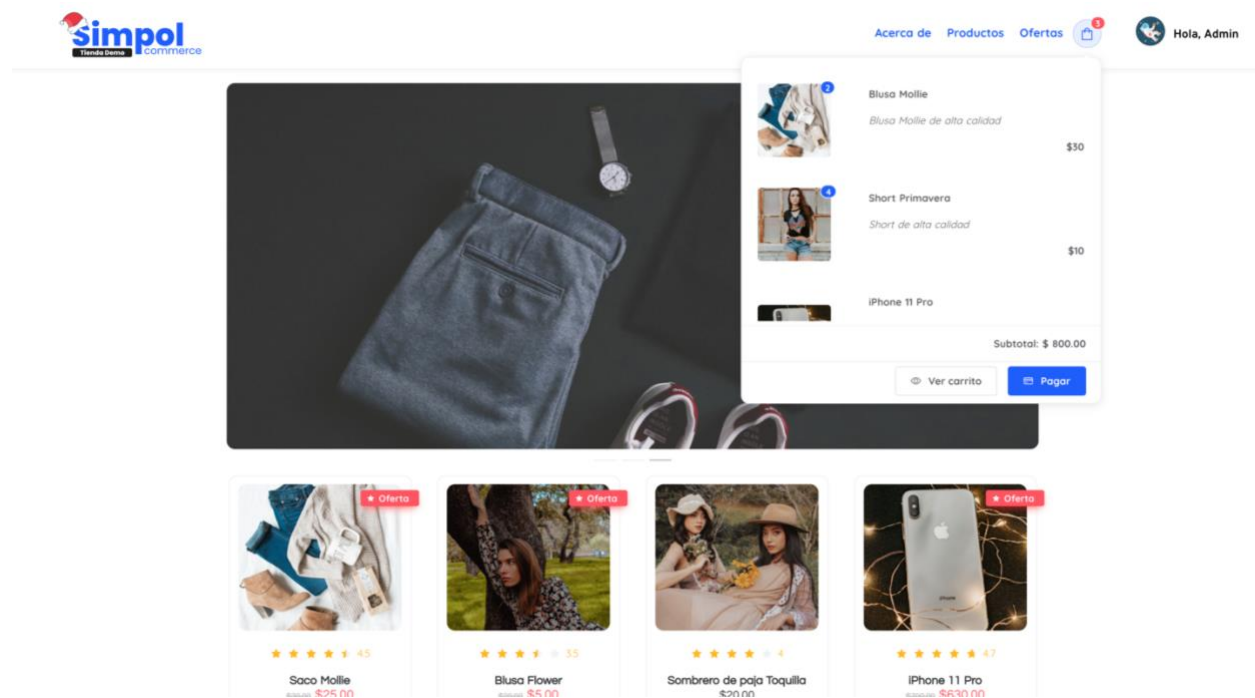 Simpol
Tienda Demo
commerce
Acerca de
Productos
Ofertas
3
Hola, Admin
2
Blusa Mollie
Blusa Mollie de alta calidad
$30
4
Short Primavera
Short de alta calidad
$10
iPhone 11 Pro
Subtotal: $ 800.00
Ver carrito
Pagar
Oferta
Oferta
Oferta
iPhone
4.5
3.5
4
4.7
Saco Mollie
Blusa Flower
Sombrero de paja Toquilla
iPhone 11 Pro
$25.00
$5.00
$20.00
$630.00